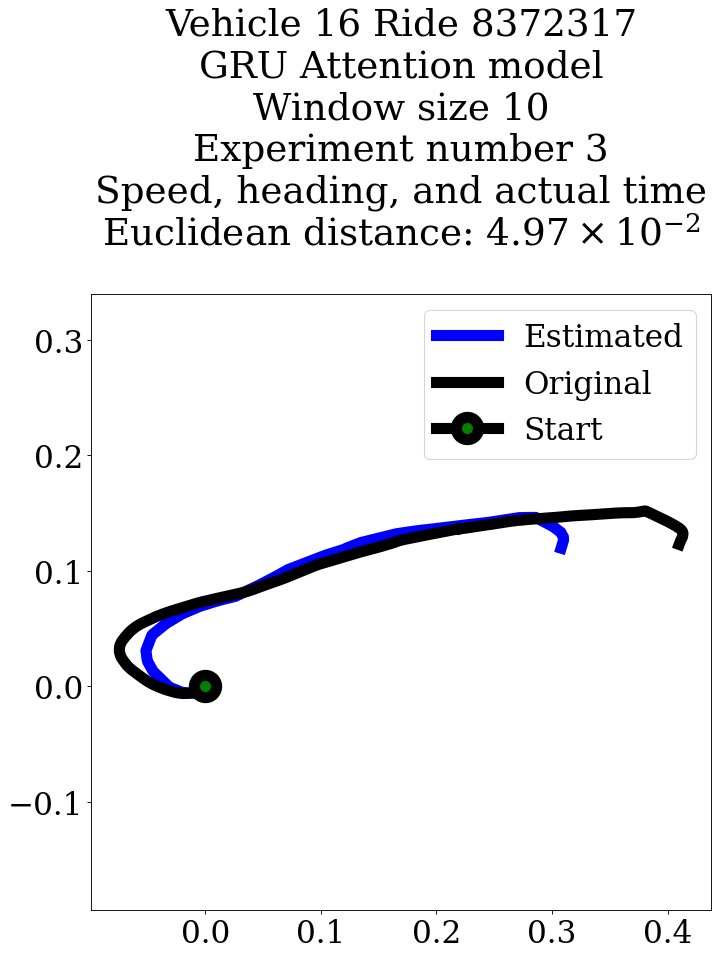 Vehicle 16 Ride 8372317
GRU Attention model
Window size 10
Experiment number 3
Speed, heading, and actual time
Euclidean distance: 4.97 × 10⁻²
Estimated
Original
Start
0.3
0.2
0.1
0.0
−0.1
0.0 0.1 0.2 0.3 0.4